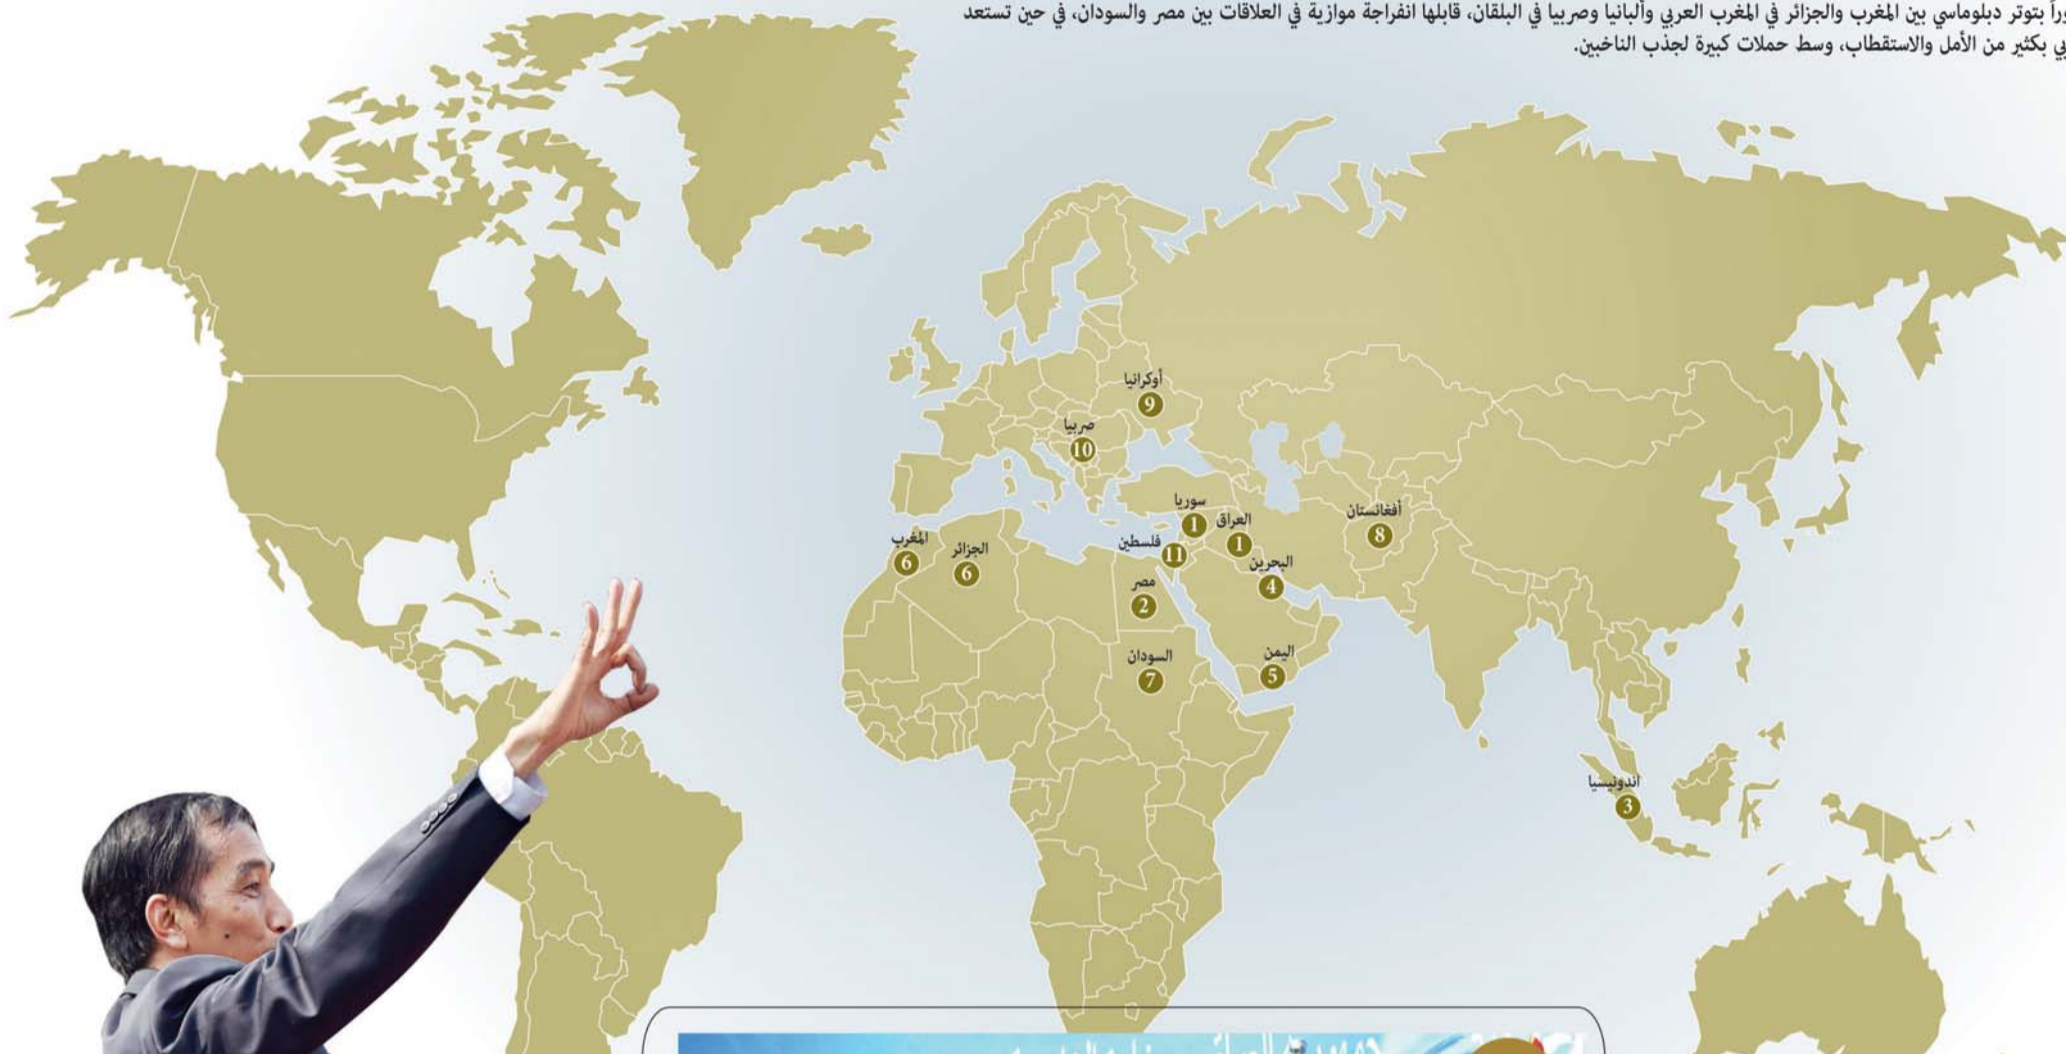 بتوتر دبلوماسي بين المغرب والجزائر في المغرب العربي وألبانيا وصربيا في البلقان، قابلها انفراجة موازية في العلاقات بين مصر والسودان، في حين تستعد
بكثير من الأمل والاستقطاب، وسط حملات كبيرة لجذب الناخبين.
أوكرانيا
9
صربيا
10
سوريا
1
العراق
1
أفغانستان
8
فلسطين
11
المغرب
6
الجزائر
6
البحرين
4
مصر
2
السودان
7
اليمن
5
اندونيسيا
3